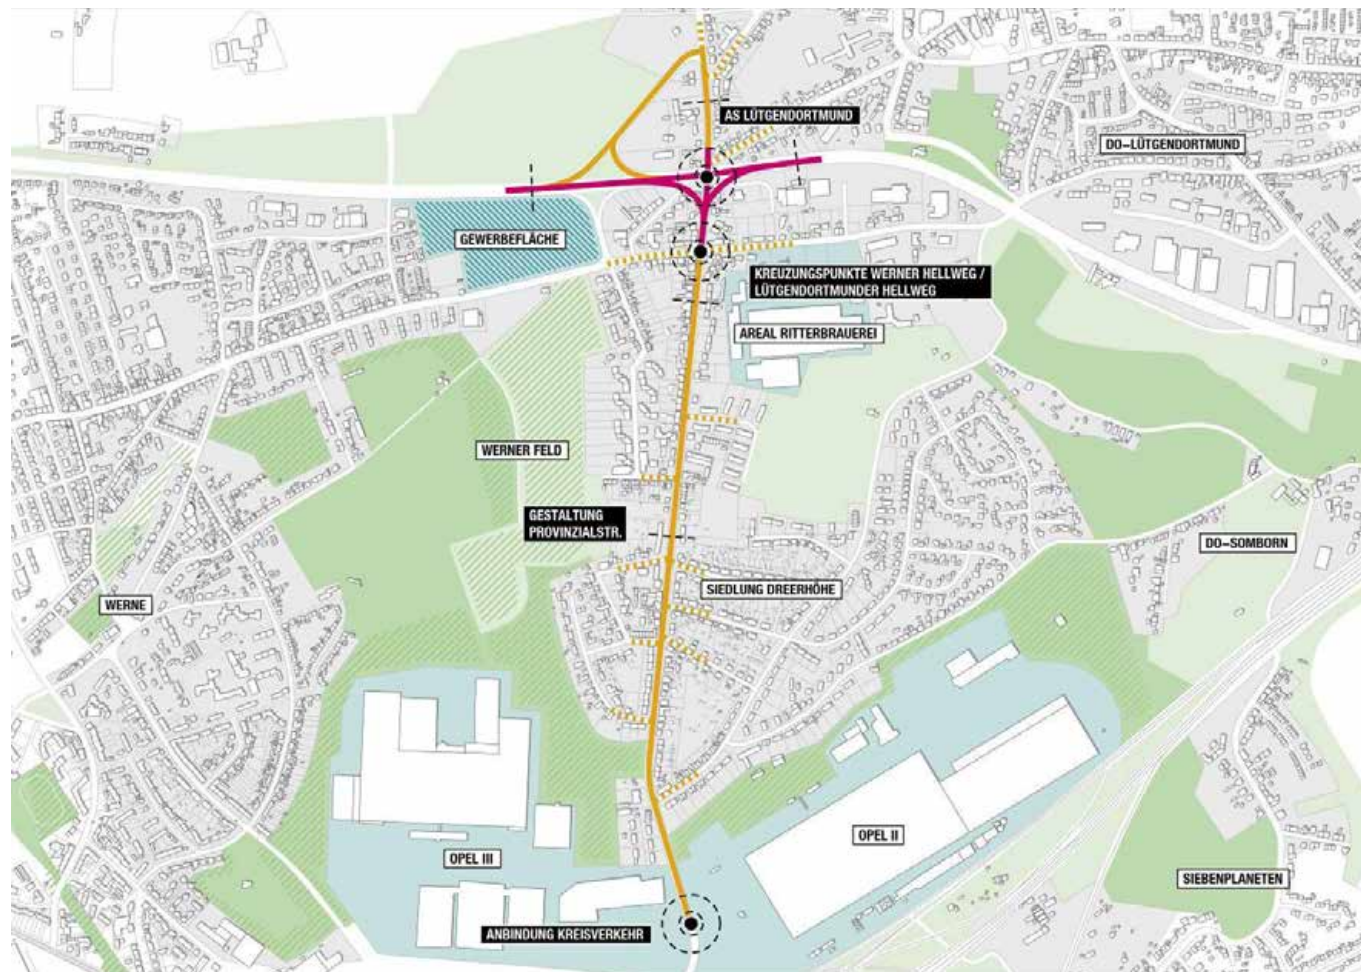 AS LÜTGENDORTMUND
DO–LÜTGENDORTMUND
GEWERBEFLÄCHE
KREUZUNGSPUNKTE WERNER HELLWEG /
LÜTGENDORTMUNDER HELLWEG
AREAL RITTERBRAUEREI
WERNER FELD
GESTALTUNG
PROVINZIALSTR.
DO–SOMBORN
SIEDLUNG DREERHÖHE
WERNE
OPEL II
OPEL III
SIEBENPLANETEN
ANBINDUNG KREISVERKEHR